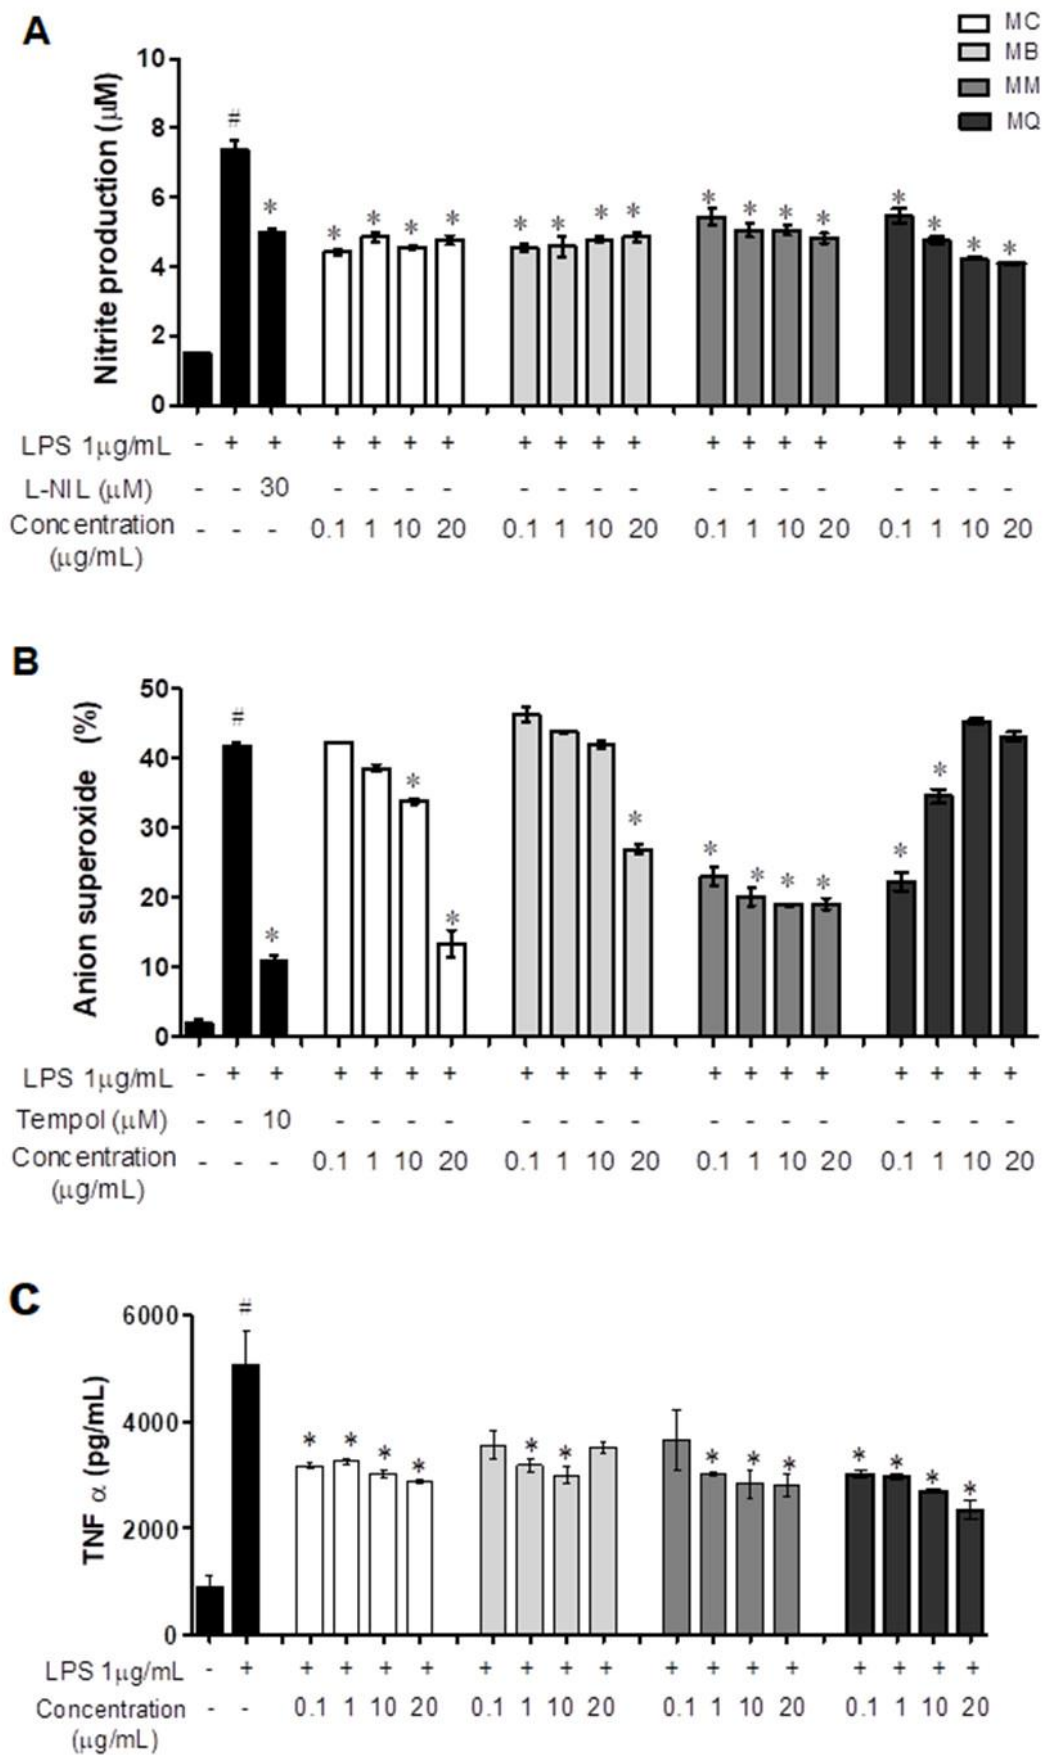 A
MC
MB
MM
MQ
Nitrite production (μM)
10
8
6
4
2
0
#
*
* * * *
* * * *
* * * *
* * * *
LPS 1μg/mL - + + + + + + + + + + + + + + + + + +
L-NIL (μM) - - 30 - - - - - - - - - - - - - - - -
Concentration - - - 0.1 1 10 20 0.1 1 10 20 0.1 1 10 20 0.1 1 10 20
(μg/mL)
B
Anion superoxide (%)
50
40
30
20
10
0
#
*
* *
*
* * * *
* *
LPS 1μg/mL - + + + + + + + + + + + + + + + + + +
Tempol (μM) - - 10 - - - - - - - - - - - - - - - -
Concentration - - - 0.1 1 10 20 0.1 1 10 20 0.1 1 10 20 0.1 1 10 20
(μg/mL)
C
TNF α (pg/mL)
6000
4000
2000
0
#
* * * *
* *
* * *
* * * *
LPS 1μg/mL - + + + + + + + + + + + + + + + + +
Concentration - - 0.1 1 10 20 0.1 1 10 20 0.1 1 10 20 0.1 1 10 20
(μg/mL)